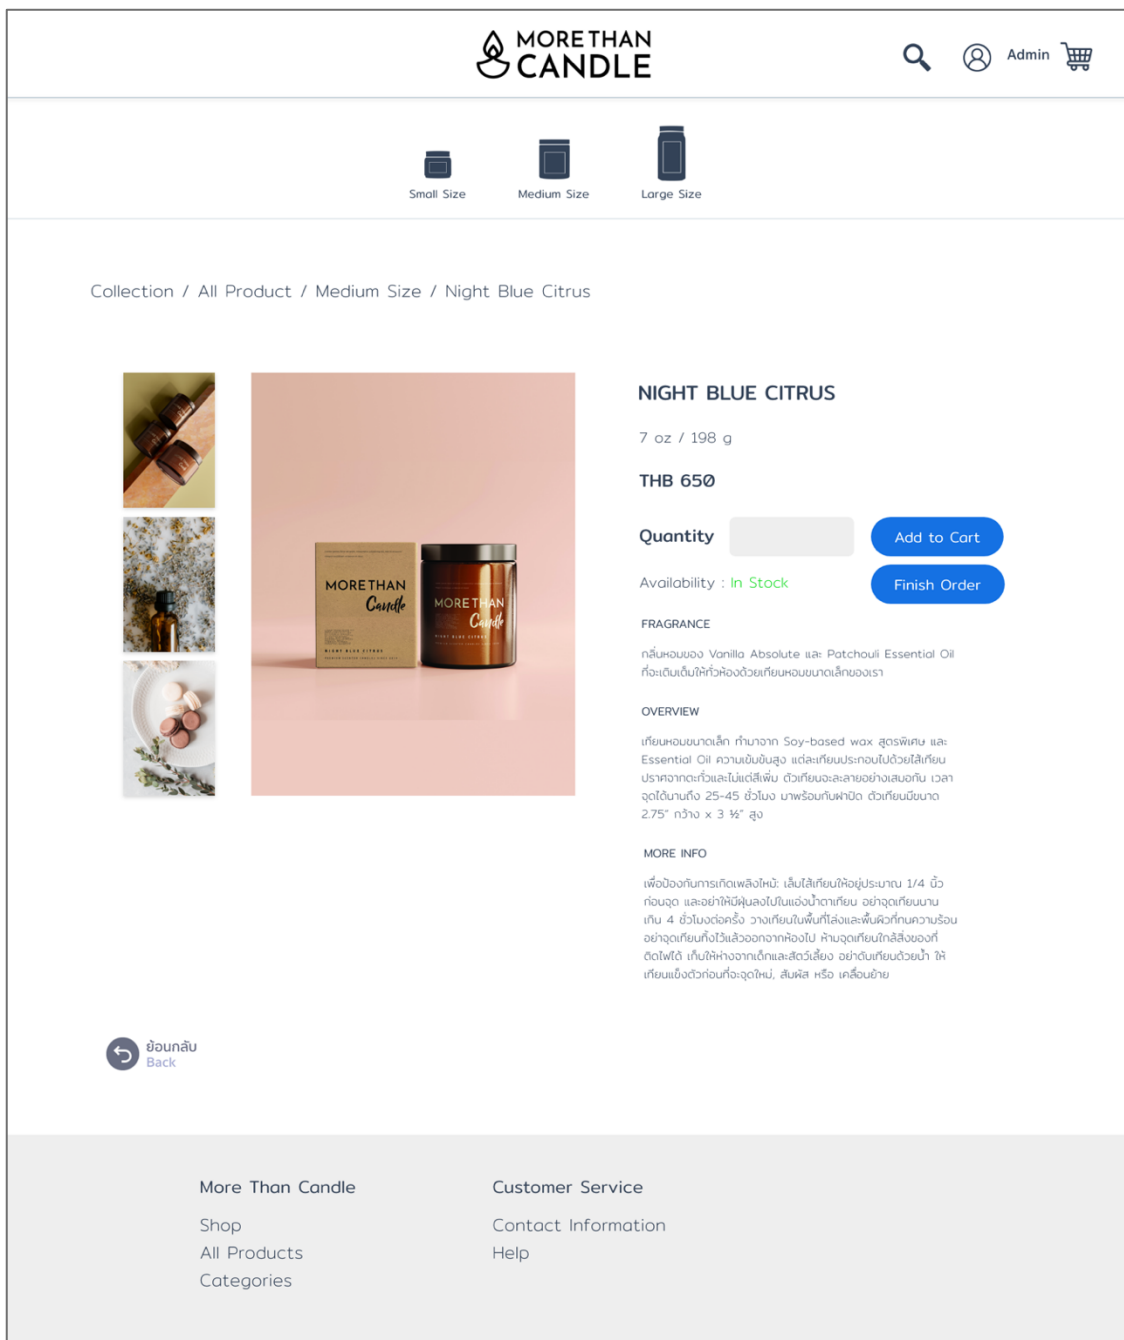 MORE THAN
CANDLE
Admin
Small Size
Medium Size
Large Size
Collection / All Product / Medium Size / Night Blue Citrus
MORE THAN
Candle
NIGHT BLUE CITRUS
MORE THAN
Candle
NIGHT BLUE CITRUS
NIGHT BLUE CITRUS
7 oz / 198 g
THB 650
Quantity
Add to Cart
Availability : In Stock
Finish Order
FRAGRANCE
กลิ่นหอมของ Vanilla Absolute และ Patchouli Essential Oil
ที่จะเติมเต็มให้ทั่วห้องด้วยเทียนหอมขนาดเล็กของเรา
OVERVIEW
เทียนหอมขนาดเล็ก ทำมาจาก Soy-based wax สูตรพิเศษ และ
Essential Oil ความเข้มข้นสูง แต่ละเทียนประกอบไปด้วยไส้เทียน
ปราศจากตะกั่วและไม่แต่สีเพิ่ม ตัวเทียนจะละลายอย่างเสมอกัน เวลา
จุดได้นานถึง 25-45 ชั่วโมง มาพร้อมกับฝาปิด ตัวเทียนมีขนาด
2.75” กว้าง x 3 ½” สูง
MORE INFO
เพื่อป้องกันการเกิดเพลิงไหม้: เล็มไส้เทียนให้อยู่ประมาณ 1/4 นิ้ว
ก่อนจุด และอย่าให้มีฝุ่นลงไปในแอ่งน้ำตาเทียน อย่าจุดเทียนนาน
เกิน 4 ชั่วโมงต่อครั้ง วางเทียนในพื้นที่โล่งและพื้นผิวที่ทนความร้อน
อย่าจุดเทียนทิ้งไว้แล้วออกจากห้องไป ห้ามจุดเทียนใกล้สิ่งของที่
ติดไฟได้ เก็บให้ห่างจากเด็กและสัตว์เลี้ยง อย่าดับเทียนด้วยน้ำ ให้
เทียนแข็งตัวก่อนที่จะจุดใหม่, สัมผัส หรือ เคลื่อนย้าย
ย้อนกลับ
Back
More Than Candle
Shop
All Products
Categories
Customer Service
Contact Information
Help